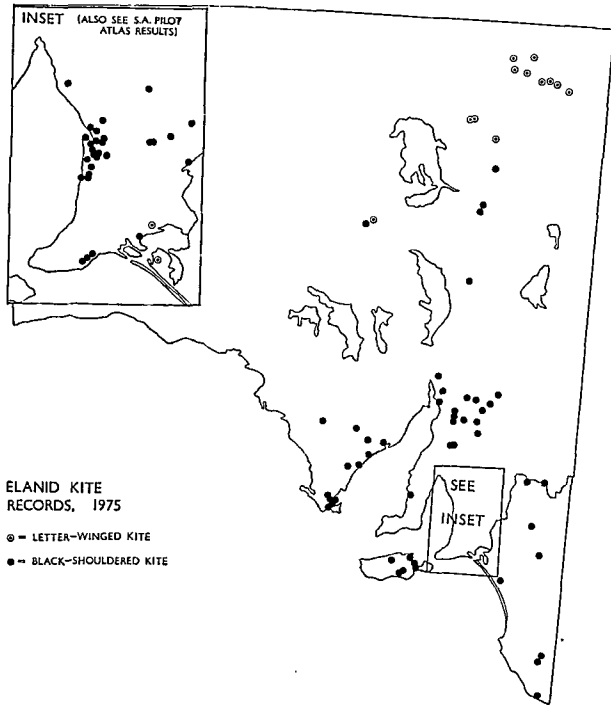 INSET (ALSO SEE S.A. PILOT
ATLAS RESULTS)
SEE
INSET
ELANID KITE
RECORDS, 1975
= LETTER-WINGED KITE
= BLACK-SHOULDERED KITE